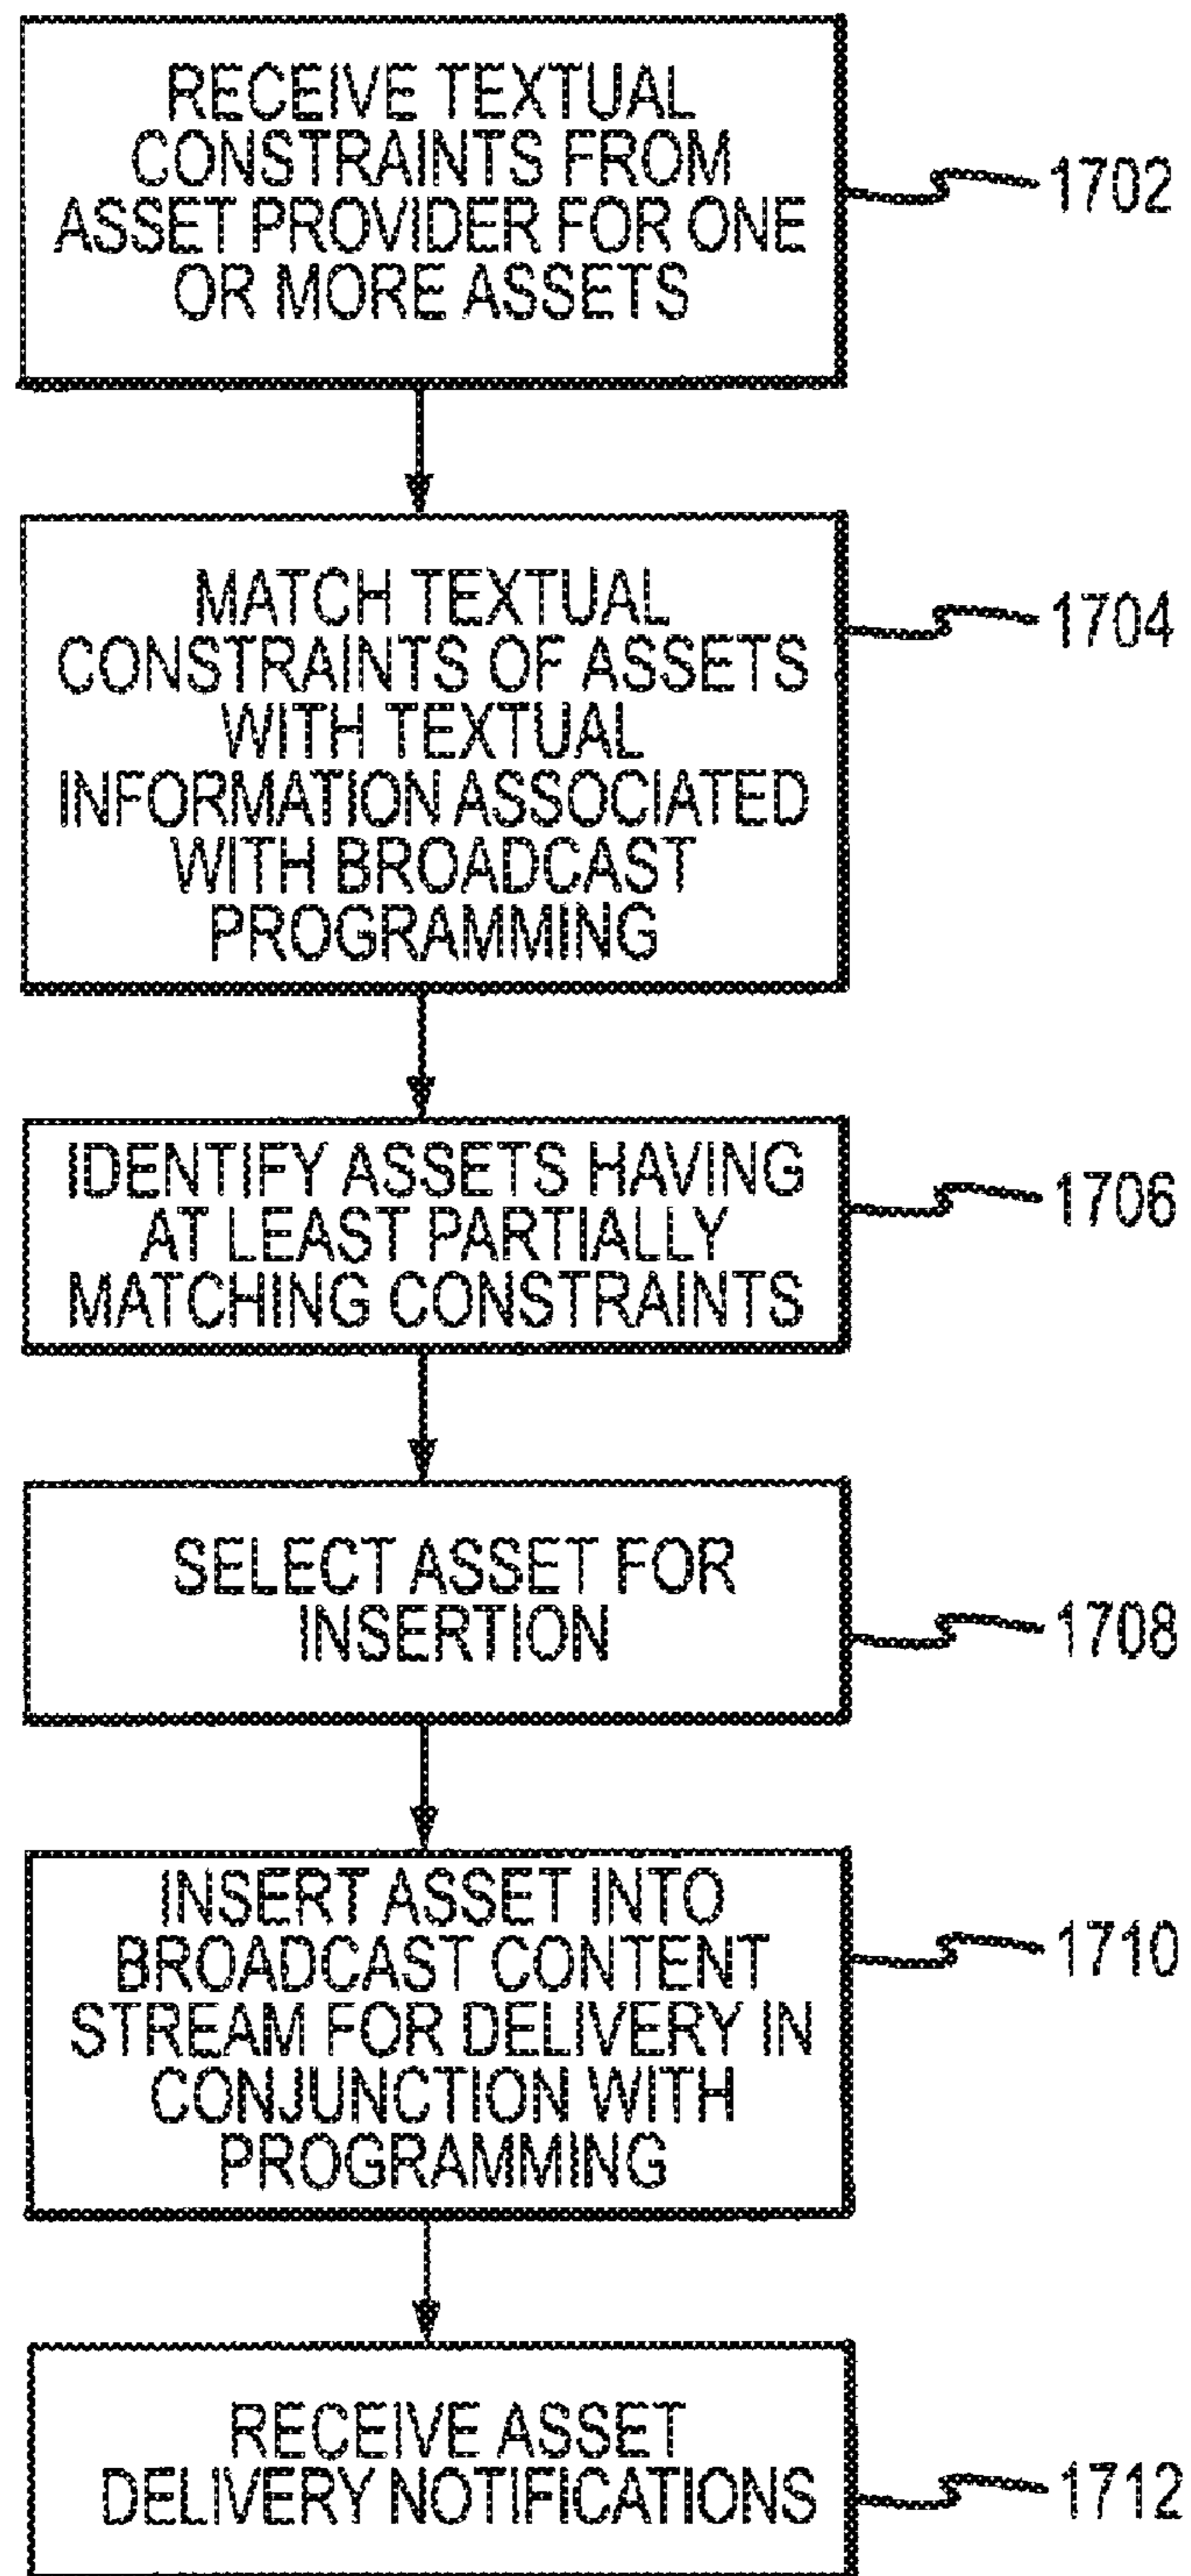 RECEIVE TEXTUAL
CONSTRAINTS FROM
ASSET PROVIDER FOR ONE
OR MORE ASSETS
1702
MATCH TEXTUAL
CONSTRAINTS OF ASSETS
WITH TEXTUAL
INFORMATION ASSOCIATED
WITH BROADCAST
PROGRAMMING
1704
IDENTIFY ASSETS HAVING
AT LEAST PARTIALLY
MATCHING CONSTRAINTS
1706
SELECT ASSET FOR
INSERTION
1708
INSERT ASSET INTO
BROADCAST CONTENT
STREAM FOR DELIVERY IN
CONJUNCTION WITH
PROGRAMMING
1710
RECEIVE ASSET
DELIVERY NOTIFICATIONS
1712